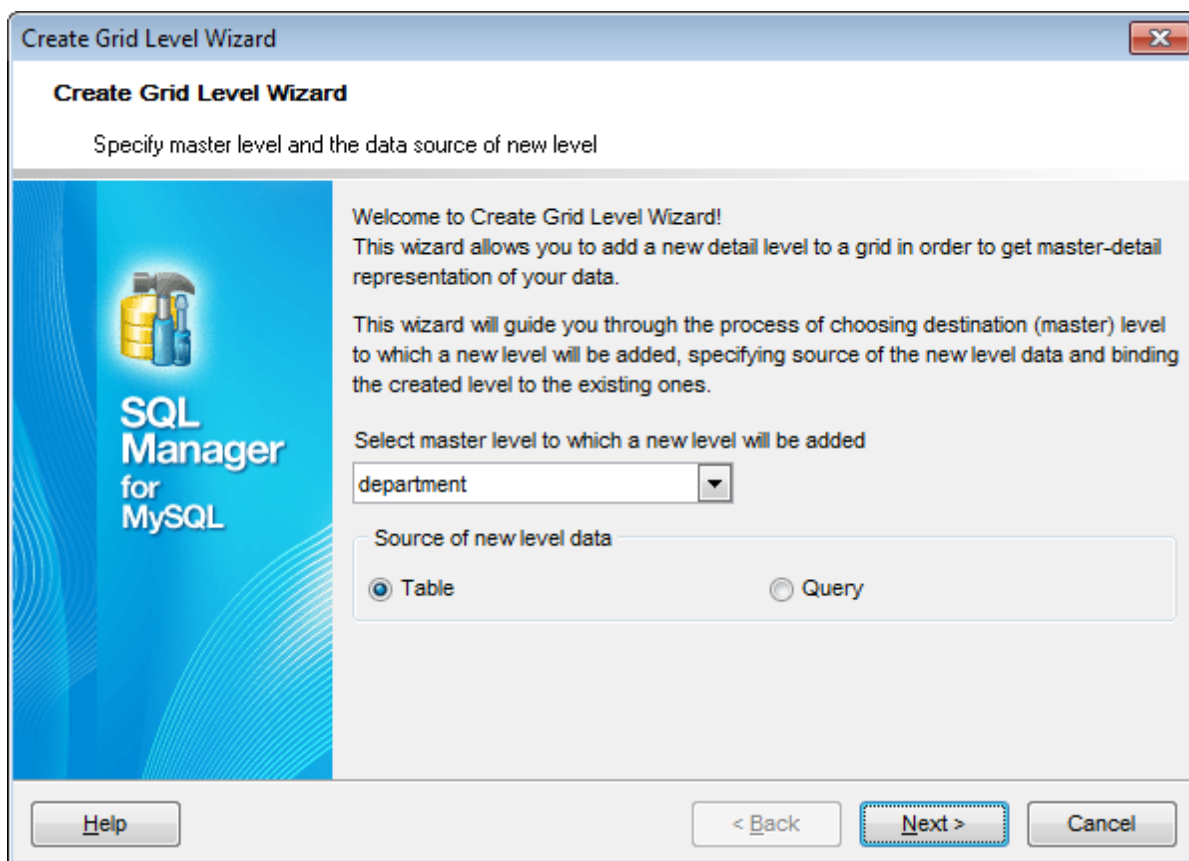 Create Grid Level Wizard
Create Grid Level Wizard
Specify master level and the data source of new level
SQL
Manager
for
MySQL
Welcome to Create Grid Level Wizard!
This wizard allows you to add a new detail level to a grid in order to get master-detail
representation of your data.
This wizard will guide you through the process of choosing destination (master) level
to which a new level will be added, specifying source of the new level data and binding
the created level to the existing ones.
Select master level to which a new level will be added
department
Source of new level data
Table
Query
Help
< Back
Next >
Cancel